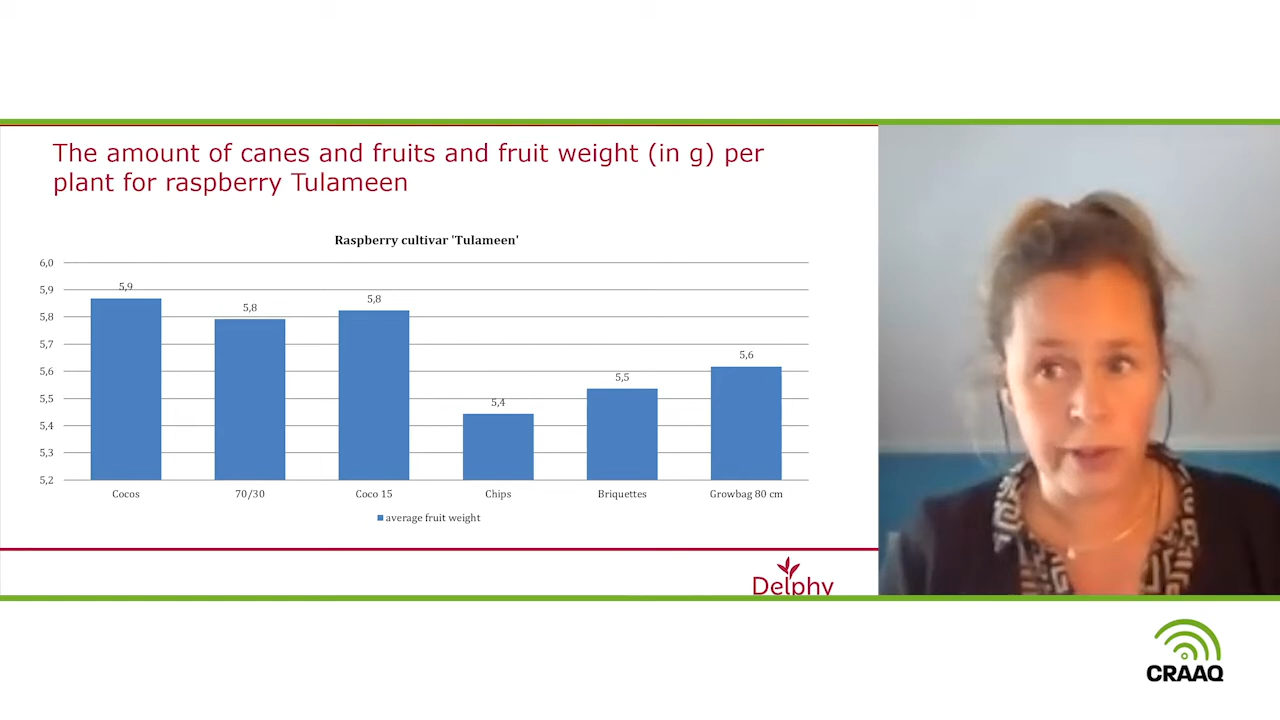 The amount of canes and fruits and fruit weight (in g) per
plant for raspberry Tulameen
Raspberry cultivar 'Tulameen'
6,0
5,9
5,8
5,7
5,6
5,5
5,4
5,3
5,2
5,9
5,8
5,8
5,4
5,5
5,6
Cocos
70/30
Coco 15
Chips
Briquettes
Growbag 80 cm
average fruit weight
Delphy
CRAAQ